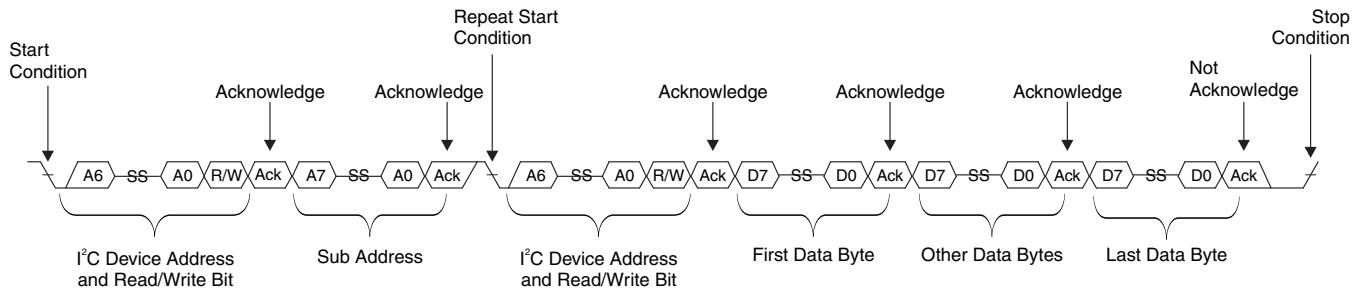 Start
Condition
Acknowledge
Acknowledge
Repeat Start
Condition
Acknowledge
Acknowledge
Acknowledge
Not
Acknowledge
Stop
Condition
A6 SS A0 R/W Ack A7 SS A0 Ack A6 SS A0 R/W Ack D7 SS D0 Ack D7 SS D0 Ack D7 SS D0 Ack
I²C Device Address
and Read/Write Bit
Sub Address
I²C Device Address
and Read/Write Bit
First Data Byte
Other Data Bytes
Last Data Byte